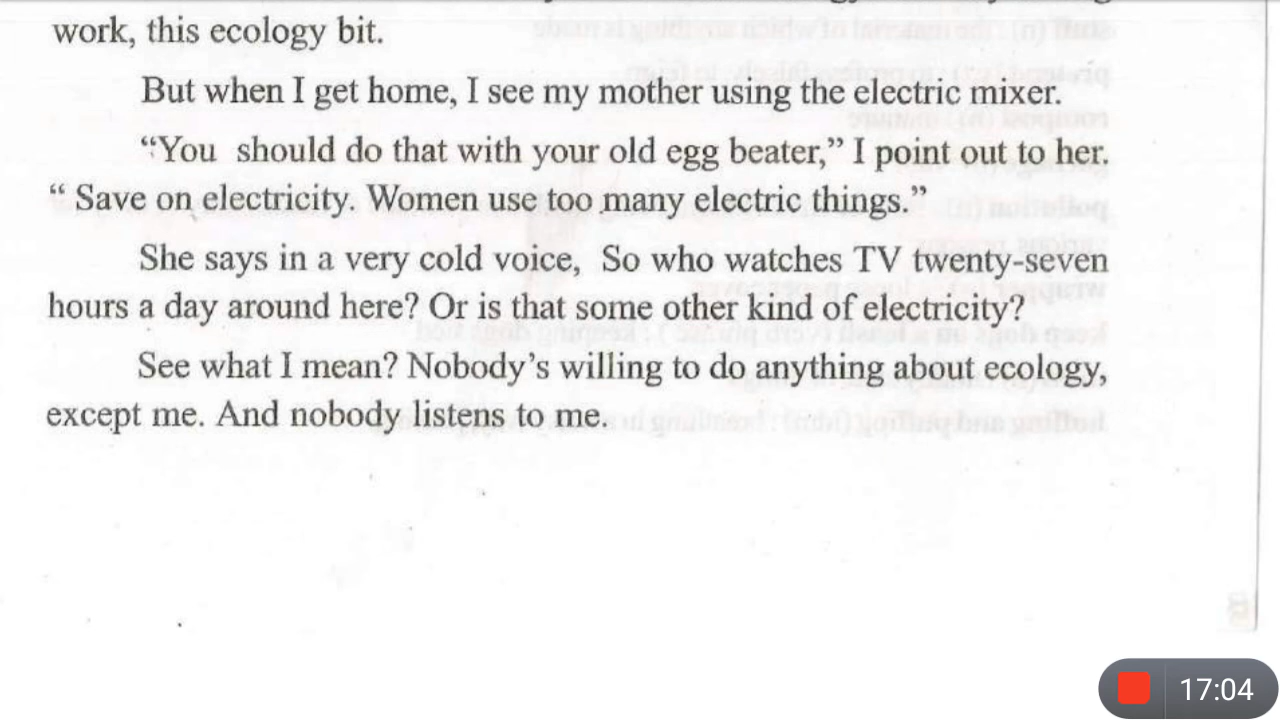 work, this ecology bit.
But when I get home, I see my mother using the electric mixer.
“You should do that with your old egg beater,” I point out to her.
“ Save on electricity. Women use too many electric things.”
She says in a very cold voice, So who watches TV twenty-seven
hours a day around here? Or is that some other kind of electricity?
See what I mean? Nobody’s willing to do anything about ecology,
except me. And nobody listens to me.
17:04